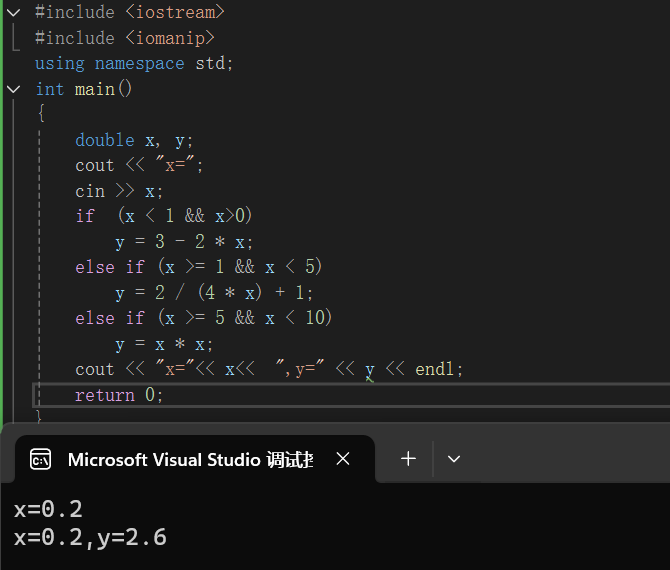 #include <iostream>
#include <iomanip>
using namespace std;
int main()
{
double x, y;
cout << "x=";
cin >> x;
if  (x < 1 && x>0)
y = 3 - 2 * x;
else if (x >= 1 && x < 5)
y = 2 / (4 * x) + 1;
else if (x >= 5 && x < 10)
y = x * x;
cout << "x="<< x<<  ",y=" << y << endl;
return 0;
}
C:\
Microsoft Visual Studio 调试
x=0.2
x=0.2,y=2.6